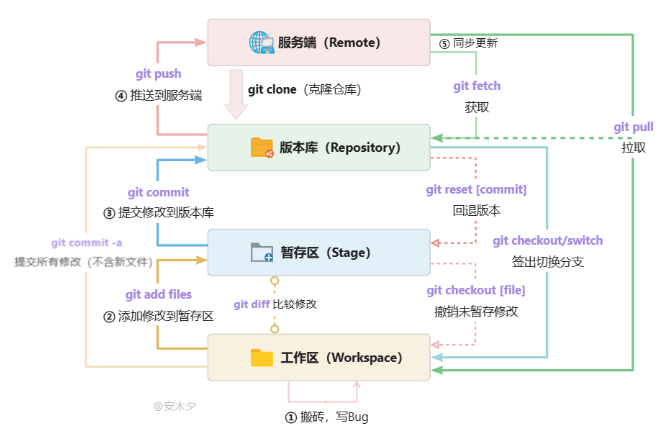 服务端（Remote）
⑤ 同步更新
git push
④ 推送到服务端
git clone（克隆仓库）
git fetch
获取
git pull
拉取
版本库（Repository）
git commit
③ 提交修改到版本库
git reset [commit]
回退版本
git commit -a
提交所有修改（不含新文件）
暂存区（Stage）
git checkout/switch
签出切换分支
git add files
② 添加修改到暂存区
git diff 比较修改
git checkout [file]
撤销未暂存修改
工作区（Workspace）
@安木夕
① 搬砖，写Bug